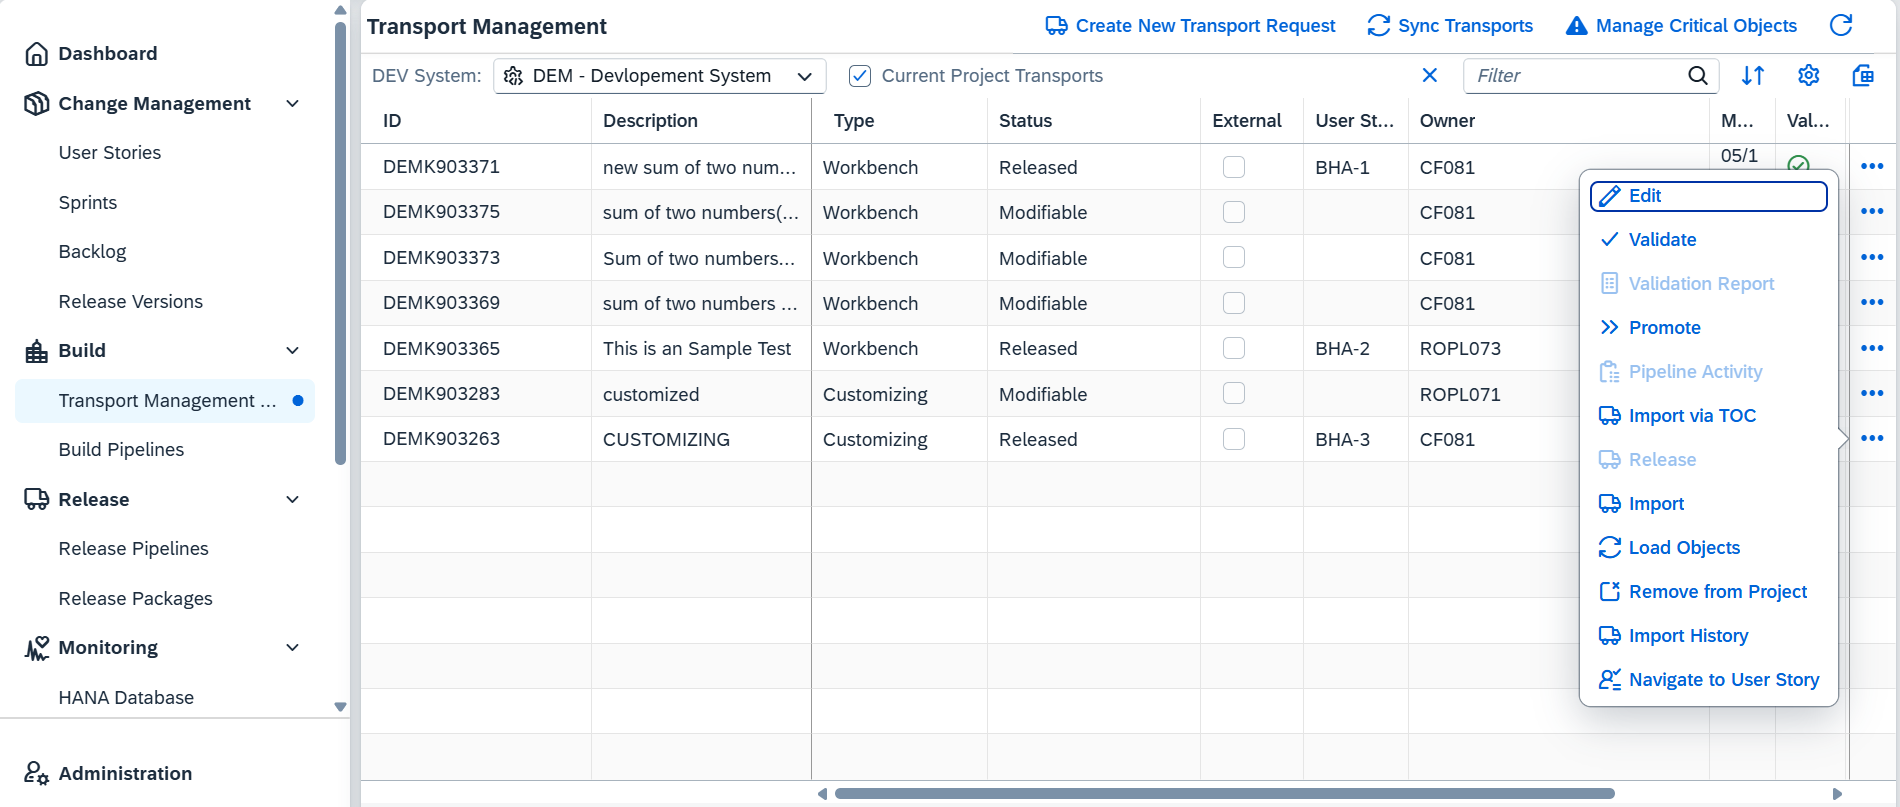 Dashboard
Change Management
User Stories
Sprints
Backlog
Release Versions
Build
Transport Management ...
Build Pipelines
Release
Release Pipelines
Release Packages
Monitoring
HANA Database
Administration
Transport Management
Create New Transport Request
Sync Transports
Manage Critical Objects
DEV System: DEM - Devlopement System
Current Project Transports
Filter
ID Description Type Status External User St... Owner M... Val...
DEMK903371 new sum of two num... Workbench Released BHA-1 CF081 05/1
DEMK903375 sum of two numbers(... Workbench Modifiable CF081
DEMK903373 Sum of two numbers... Workbench Modifiable CF081
DEMK903369 sum of two numbers ... Workbench Modifiable CF081
DEMK903365 This is an Sample Test Workbench Released BHA-2 ROPL073
DEMK903283 customized Customizing Modifiable ROPL071
DEMK903263 CUSTOMIZING Customizing Released BHA-3 CF081
Edit
Validate
Validation Report
Promote
Pipeline Activity
Import via TOC
Release
Import
Load Objects
Remove from Project
Import History
Navigate to User Story